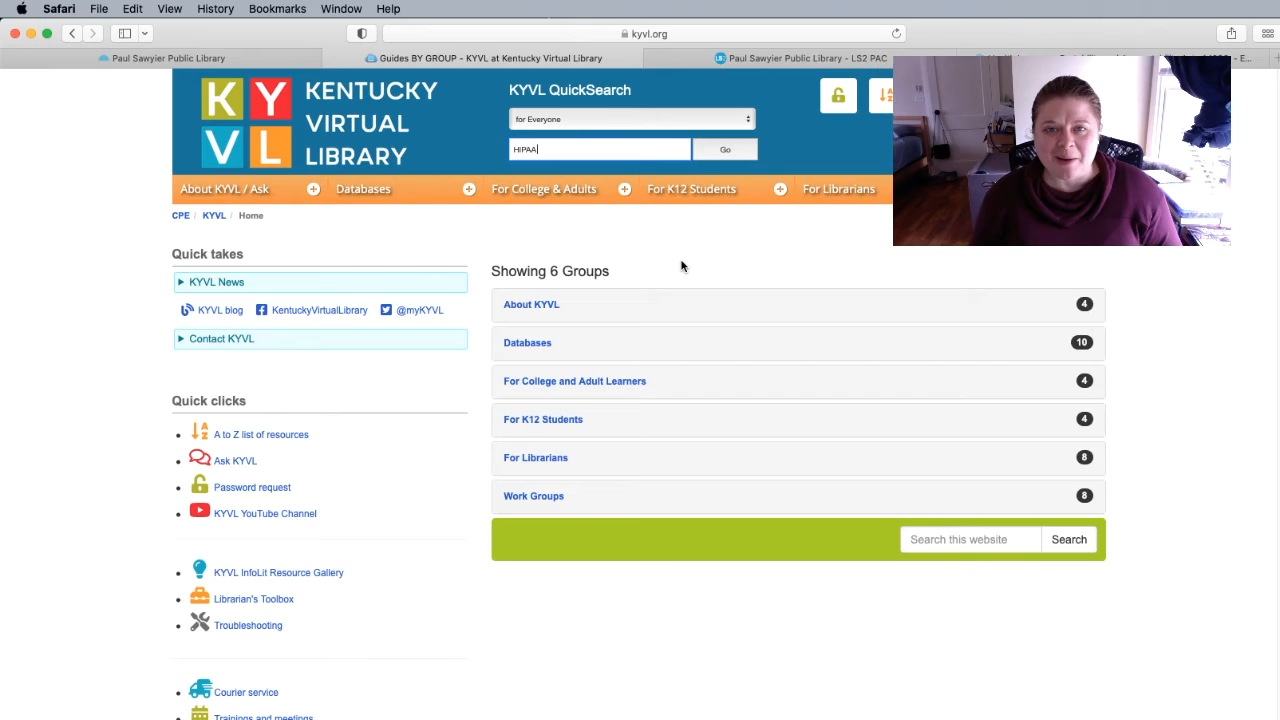 Safari File Edit View History Bookmarks Window Help
kyvl.org
Paul Sawyier Public Library
Guides BY GROUP - KYVL at Kentucky Virtual Library
Paul Sawyier Public Library - LS2 PAC
KYVL
KENTUCKY
VIRTUAL
LIBRARY
KYVL QuickSearch
for Everyone
HIPAA
Go
About KYVL / Ask
Databases
For College & Adults
For K12 Students
For Librarians
CPE / KYVL / Home
Quick takes
KYVL News
KYVL blog KentuckyVirtualLibrary @myKYVL
Contact KYVL
Quick clicks
A to Z list of resources
Ask KYVL
Password request
KYVL YouTube Channel
KYVL InfoLit Resource Gallery
Librarian's Toolbox
Troubleshooting
Courier service
Trainings and meetings
Showing 6 Groups
About KYVL 4
Databases 10
For College and Adult Learners 4
For K12 Students 4
For Librarians 8
Work Groups 8
Search this website Search